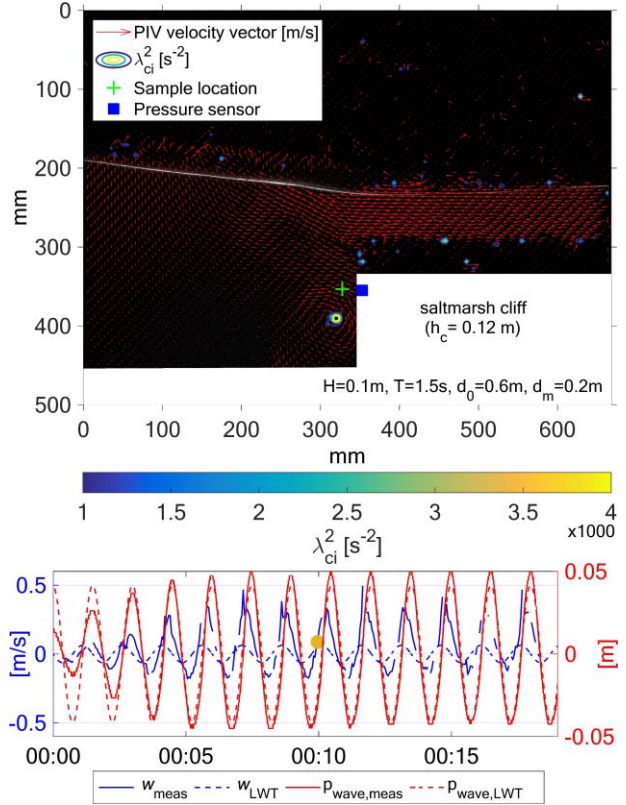 0
100
200
300
400
500
mm
PIV velocity vector [m/s]
λci² [s⁻²]
Sample location
Pressure sensor
saltmarsh cliff
(hc= 0.12 m)
H=0.1m, T=1.5s, d0=0.6m, dm=0.2m
0 100 200 300 400 500 600
mm
1 1.5 2 2.5 3 3.5 4
x1000
λci² [s⁻²]
0.5 0.05
[m/s] 0 0 [m]
-0.5 -0.05
00:00 00:05 00:10 00:15
wmeas wLWT pwave,meas pwave,LWT